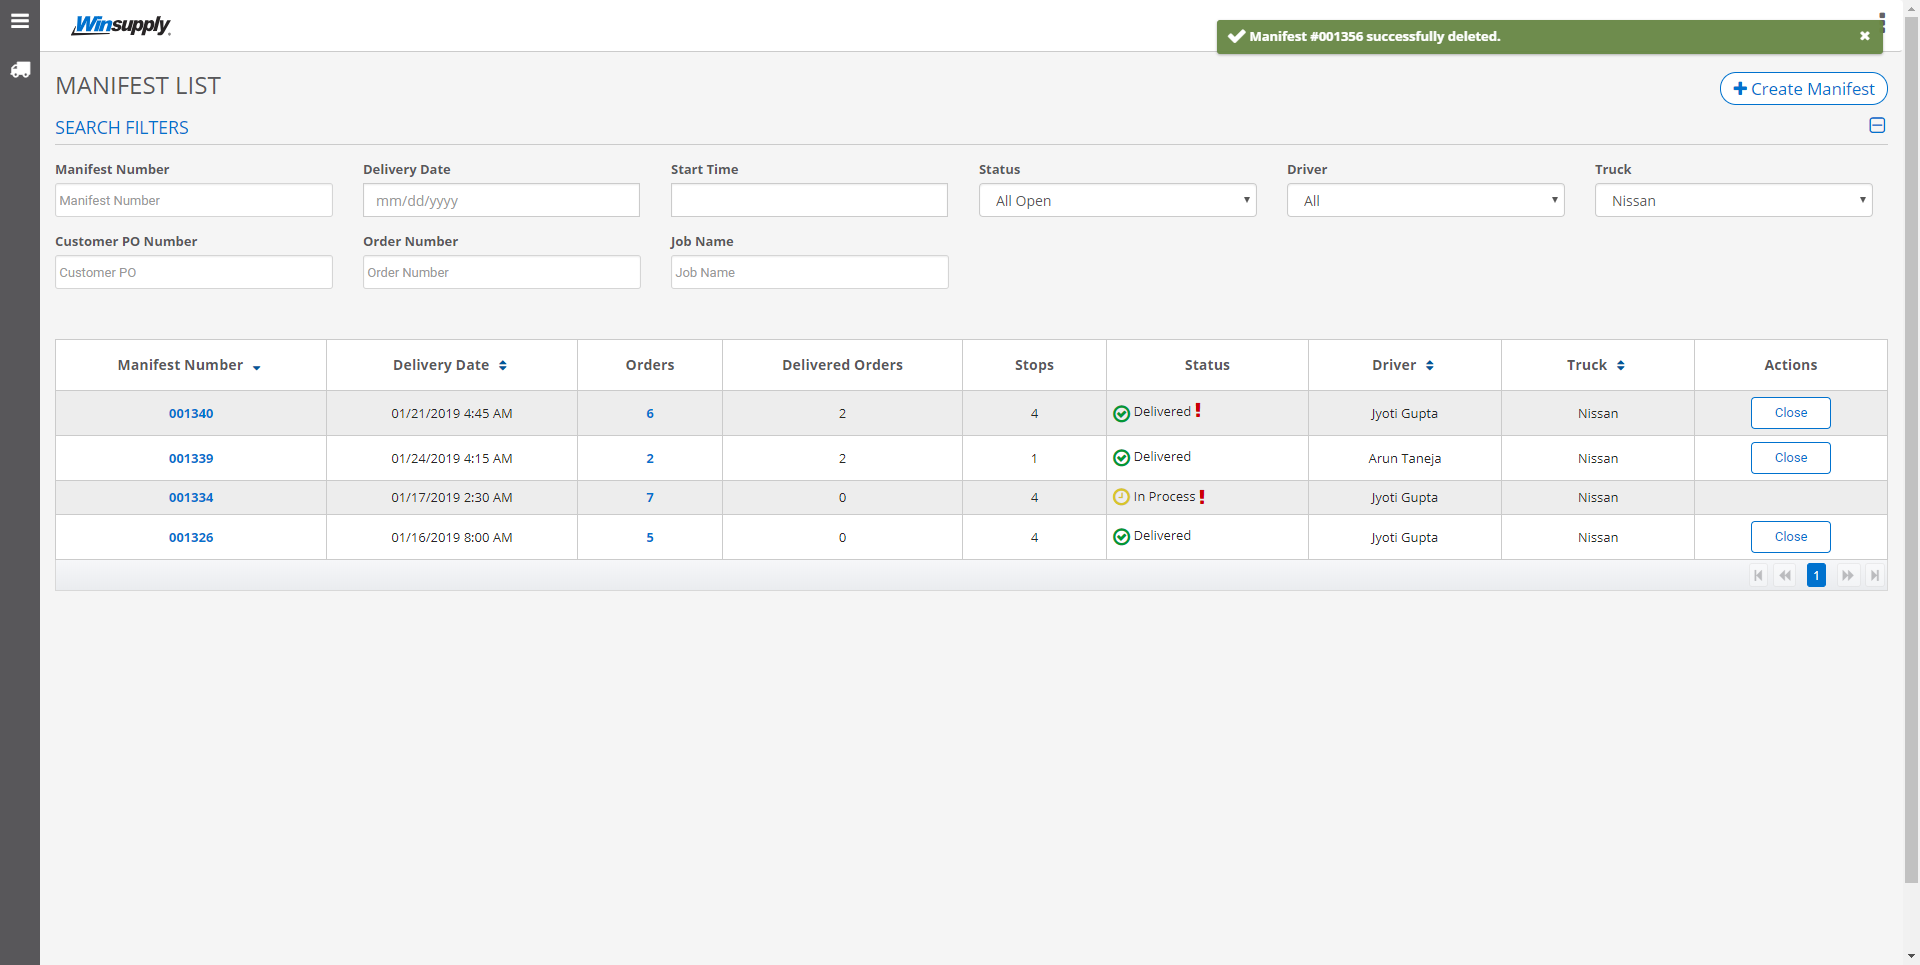 Winsupply
Manifest #001356 successfully deleted.
MANIFEST LIST
Create Manifest
SEARCH FILTERS
Manifest Number Delivery Date Start Time Status Driver Truck
Manifest Number mm/dd/yyyy All Open All Nissan
Customer PO Number Order Number Job Name
Customer PO Order Number Job Name
Manifest Number Delivery Date Orders Delivered Orders Stops Status Driver Truck Actions
001340 01/21/2019 4:45 AM 6 2 4 Delivered ! Jyoti Gupta Nissan Close
001339 01/24/2019 4:15 AM 2 2 1 Delivered Arun Taneja Nissan Close
001334 01/17/2019 2:30 AM 7 0 4 In Process ! Jyoti Gupta Nissan
001326 01/16/2019 8:00 AM 5 0 4 Delivered Jyoti Gupta Nissan Close
1